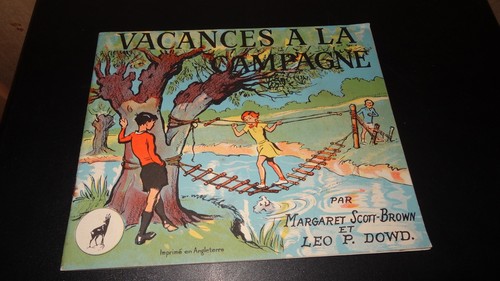 VACANCES A LA
CAMPAGNE
PAR
MARGARET SCOTT-BROWN
ET
LEO P. DOWD.
Imprimé en Angleterre